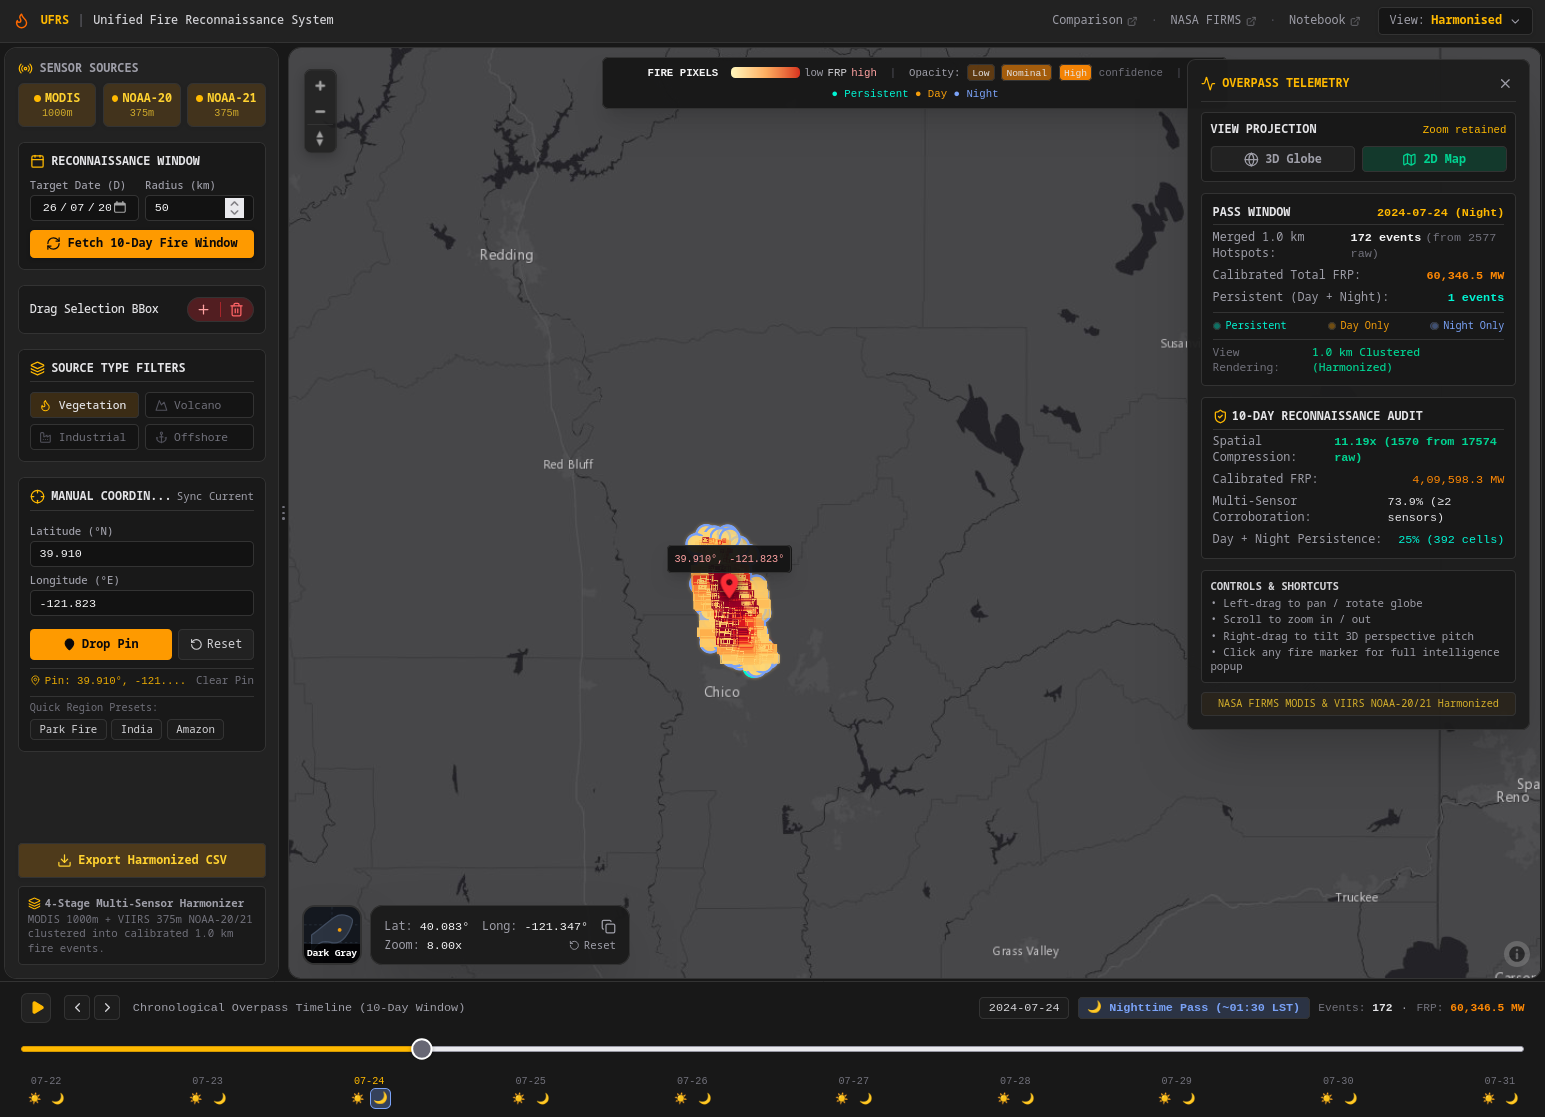 UFRS | Unified Fire Reconnaissance System
Comparison · NASA FIRMS · Notebook
View: Harmonised
SENSOR SOURCES
MODIS
1000m
NOAA-20
375m
NOAA-21
375m
RECONNAISSANCE WINDOW
Target Date (D)
Radius (km)
26/07/20
50
Fetch 10-Day Fire Window
Drag Selection BBox
SOURCE TYPE FILTERS
Vegetation
Volcano
Industrial
Offshore
MANUAL COORDIN... Sync Current
Latitude (°N)
39.910
Longitude (°E)
-121.823
Drop Pin
Reset
Pin: 39.910°, -121.... Clear Pin
Quick Region Presets:
Park Fire
India
Amazon
Export Harmonized CSV
4-Stage Multi-Sensor Harmonizer
MODIS 1000m + VIIRS 375m NOAA-20/21
clustered into calibrated 1.0 km
fire events.
FIRE PIXELS low FRP high | Opacity: Low Nominal High confidence |
● Persistent ● Day ● Night
Redding
Red Bluff
Susa
39.910°, -121.823°
Chico
Spa
Reno
Truckee
Grass Valley
Carson
Dark Gray
Lat: 40.083° Long: -121.347°
Zoom: 8.00x
Reset
OVERPASS TELEMETRY
VIEW PROJECTION
Zoom retained
3D Globe
2D Map
PASS WINDOW
2024-07-24 (Night)
Merged 1.0 km
Hotspots:
172 events (from 2577
raw)
Calibrated Total FRP:
60,346.5 MW
Persistent (Day + Night):
1 events
Persistent
Day Only
Night Only
View
Rendering:
1.0 km Clustered
(Harmonized)
10-DAY RECONNAISSANCE AUDIT
Spatial
Compression:
11.19x (1570 from 17574
raw)
Calibrated FRP:
4,09,598.3 MW
Multi-Sensor
Corroboration:
73.9% (≥2
sensors)
Day + Night Persistence:
25% (392 cells)
CONTROLS & SHORTCUTS
• Left-drag to pan / rotate globe
• Scroll to zoom in / out
• Right-drag to tilt 3D perspective pitch
• Click any fire marker for full intelligence
popup
NASA FIRMS MODIS & VIIRS NOAA-20/21 Harmonized
Chronological Overpass Timeline (10-Day Window)
2024-07-24
Nighttime Pass (~01:30 LST)
Events: 172 · FRP: 60,346.5 MW
07-22
07-23
07-24
07-25
07-26
07-27
07-28
07-29
07-30
07-31